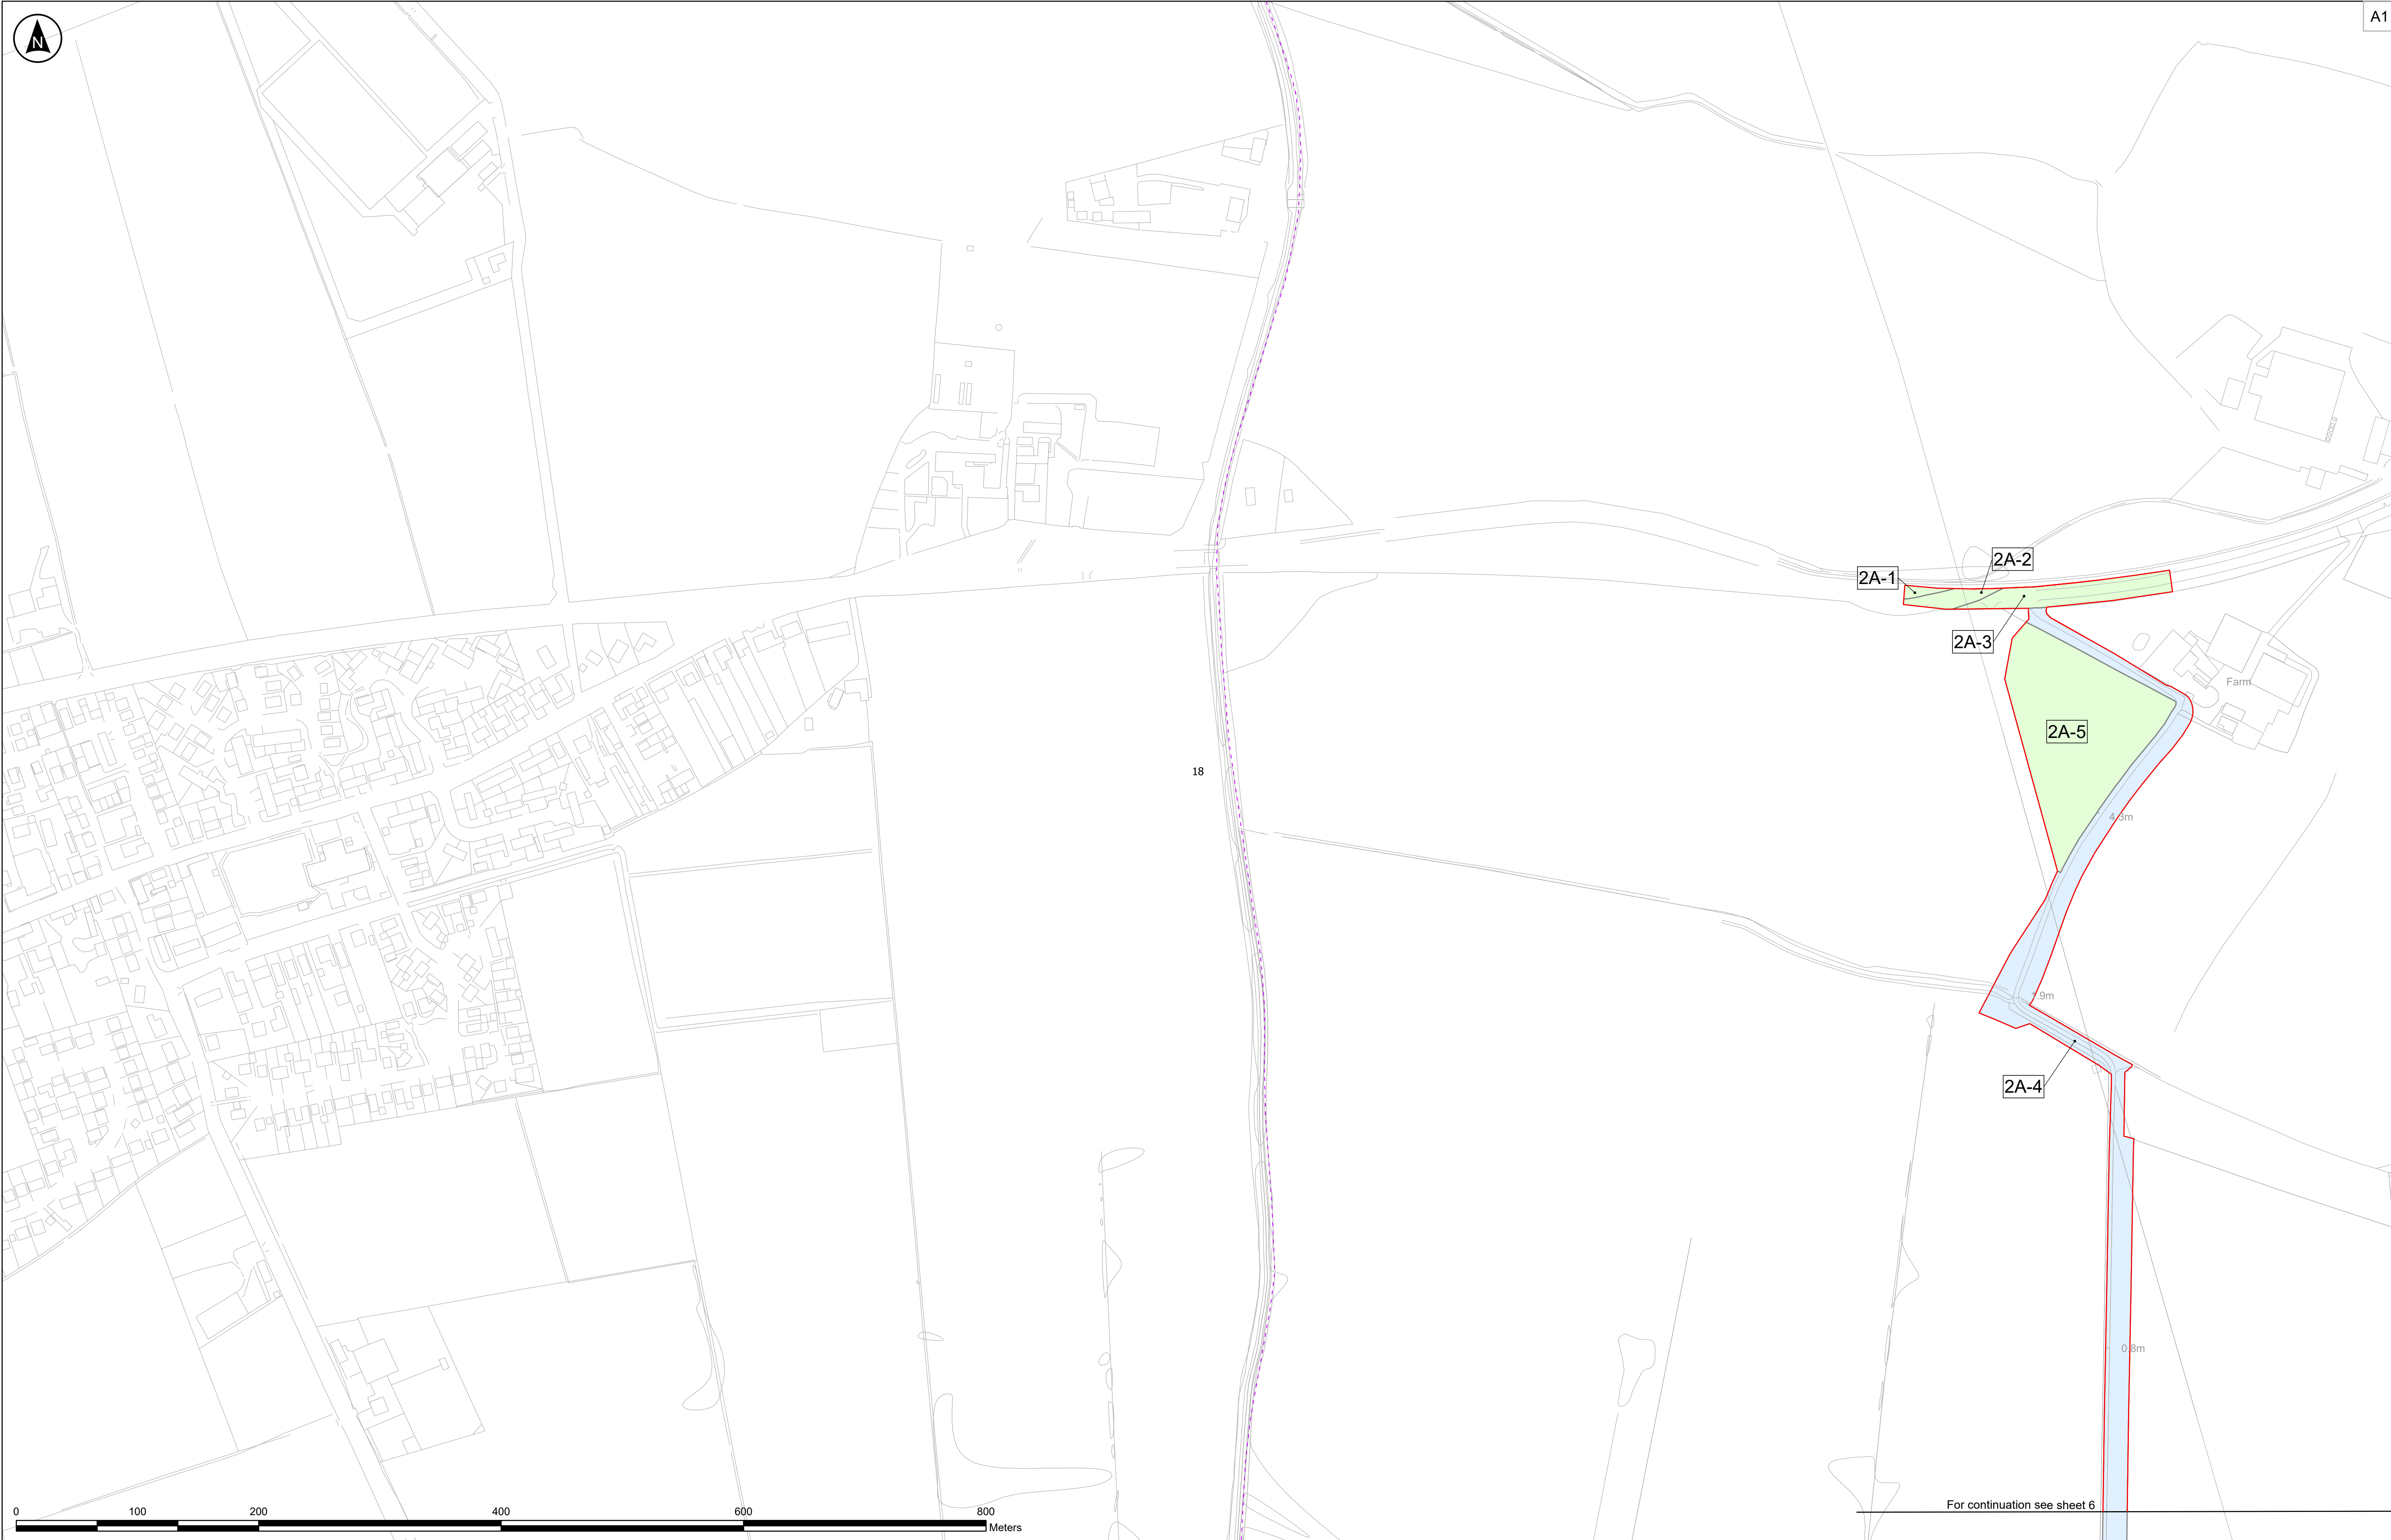 A1
N
2A-2
2A-1
2A-3
Farm
2A-5
18
4.3m
1.9m
2A-4
0.8m
For continuation see sheet 6
0 100 200 400 600 800
Meters